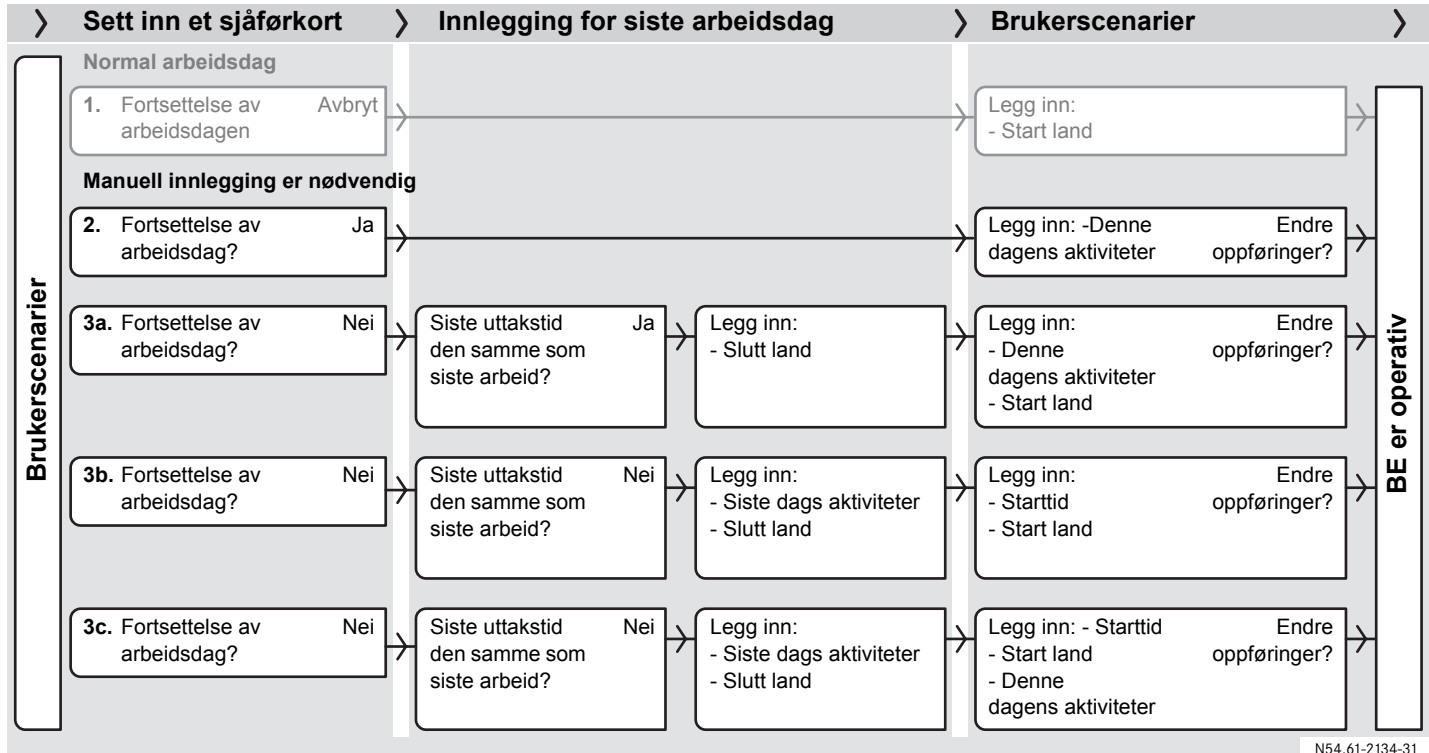 Sett inn et sjåførkort
Innlegging for siste arbeidsdag
Brukerscenarier
Brukerscenarier
Normal arbeidsdag
1. Fortsettelse av Avbryt
arbeidsdagen
Legg inn:
- Start land
Manuell innlegging er nødvendig
2. Fortsettelse av Ja
arbeidsdag?
Legg inn: -Denne Endre
dagens aktiviteter oppføringer?
3a. Fortsettelse av Nei
arbeidsdag?
Siste uttakstid Ja
den samme som
siste arbeid?
Legg inn:
- Slutt land
Legg inn: Endre
- Denne oppføringer?
dagens aktiviteter
- Start land
3b. Fortsettelse av Nei
arbeidsdag?
Siste uttakstid Nei
den samme som
siste arbeid?
Legg inn:
- Siste dags aktiviteter
- Slutt land
Legg inn: Endre
- Starttid oppføringer?
- Start land
3c. Fortsettelse av Nei
arbeidsdag?
Siste uttakstid Nei
den samme som
siste arbeid?
Legg inn:
- Siste dags aktiviteter
- Slutt land
Legg inn: - Starttid Endre
- Start land oppføringer?
- Denne
dagens aktiviteter
BE er operativ
N54.61-2134-31